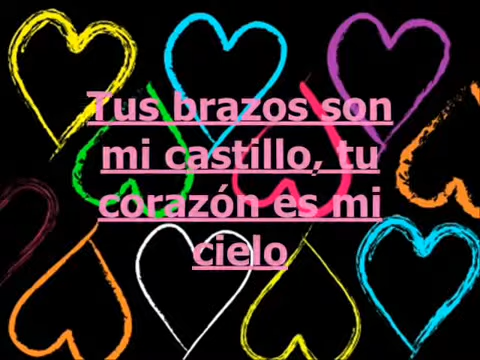 Tus brazos son
mi castillo, tu
corazón es mi
cielo